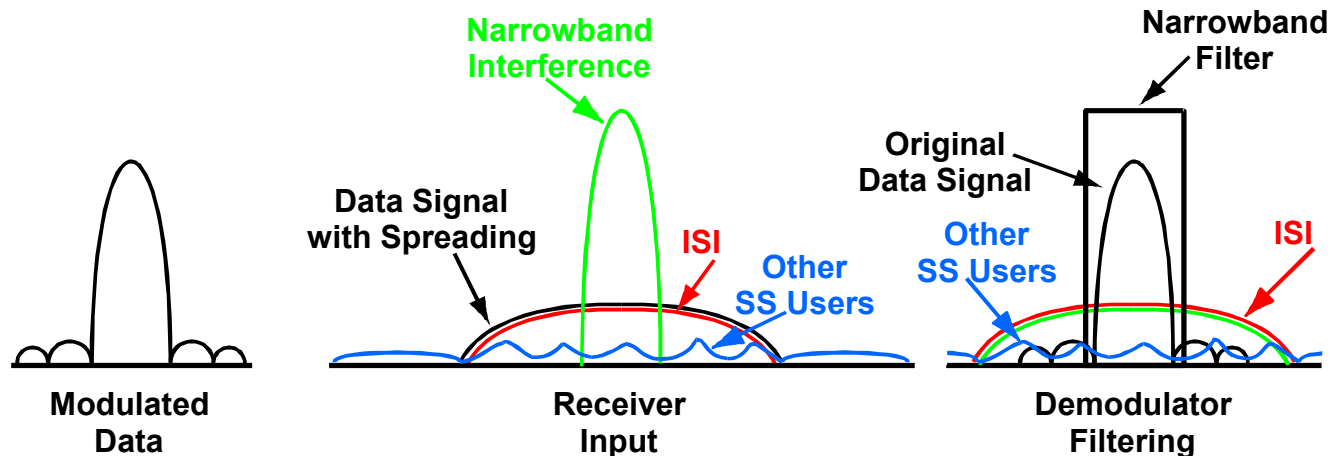 Modulated
Data
Narrowband
Interference
Data Signal
with Spreading
ISI
Other
SS Users
Receiver
Input
Narrowband
Filter
Original
Data Signal
Other
SS Users
ISI
Demodulator
Filtering